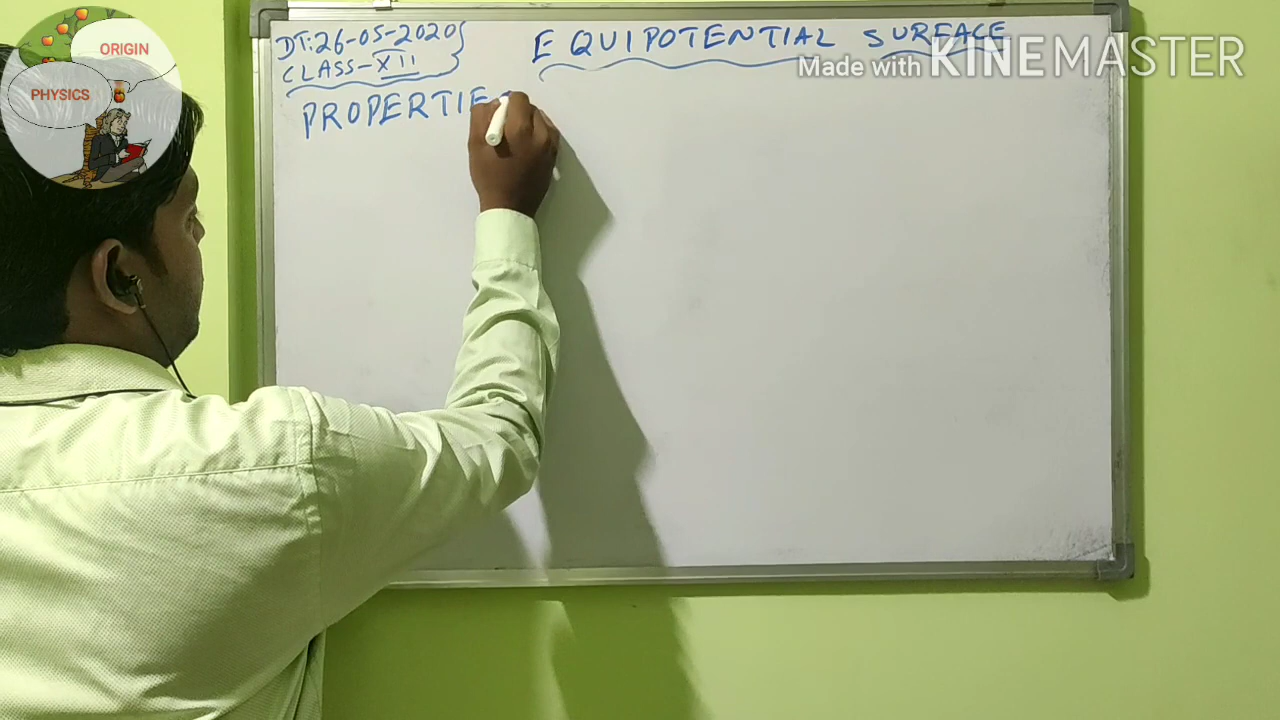 ORIGIN
PHYSICS
DT:26-05-2020
CLASS-XII
EQUIPOTENTIAL SURFACE
Made with KINEMASTER
PROPERTIES